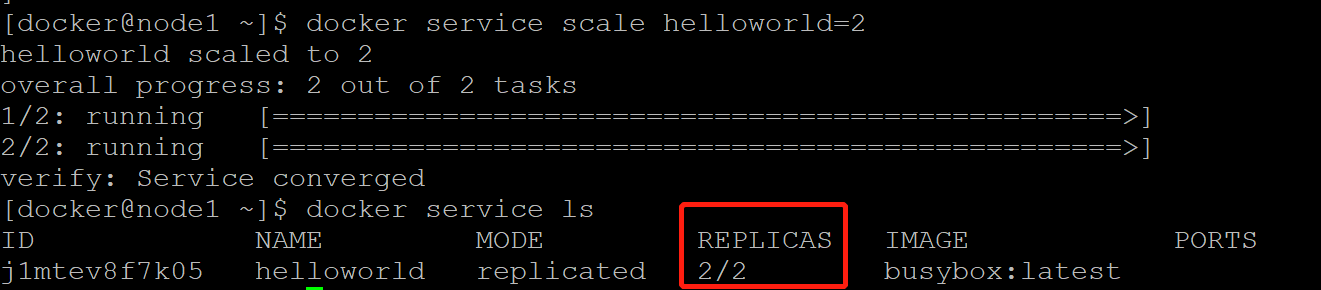 ]
[docker@node1 ~]$ docker service scale helloworld=2
helloworld scaled to 2
overall progress: 2 out of 2 tasks
1/2: running   [==================================================>]
2/2: running   [==================================================>]
verify: Service converged
[docker@node1 ~]$ docker service ls
ID             NAME         MODE         REPLICAS   IMAGE            PORTS
j1mtev8f7k05   helloworld   replicated   2/2        busybox:latest